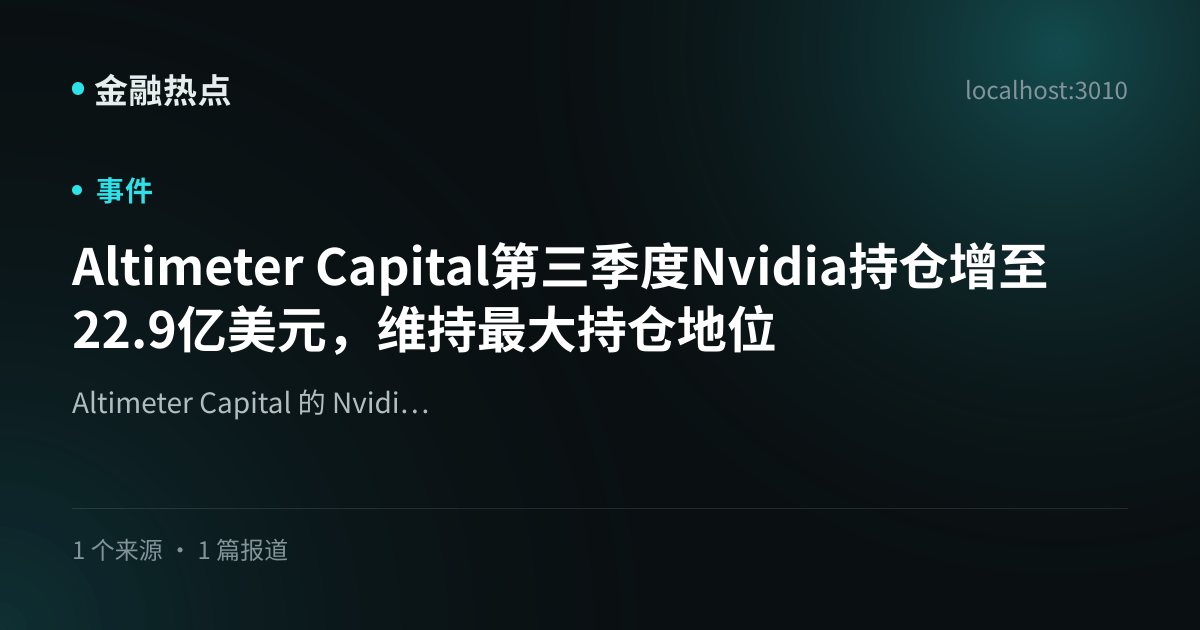 金融热点
localhost:3010
事件
Altimeter Capital第三季度Nvidia持仓增至
22.9亿美元，维持最大持仓地位
Altimeter Capital 的 Nvidi…
1 个来源 · 1 篇报道